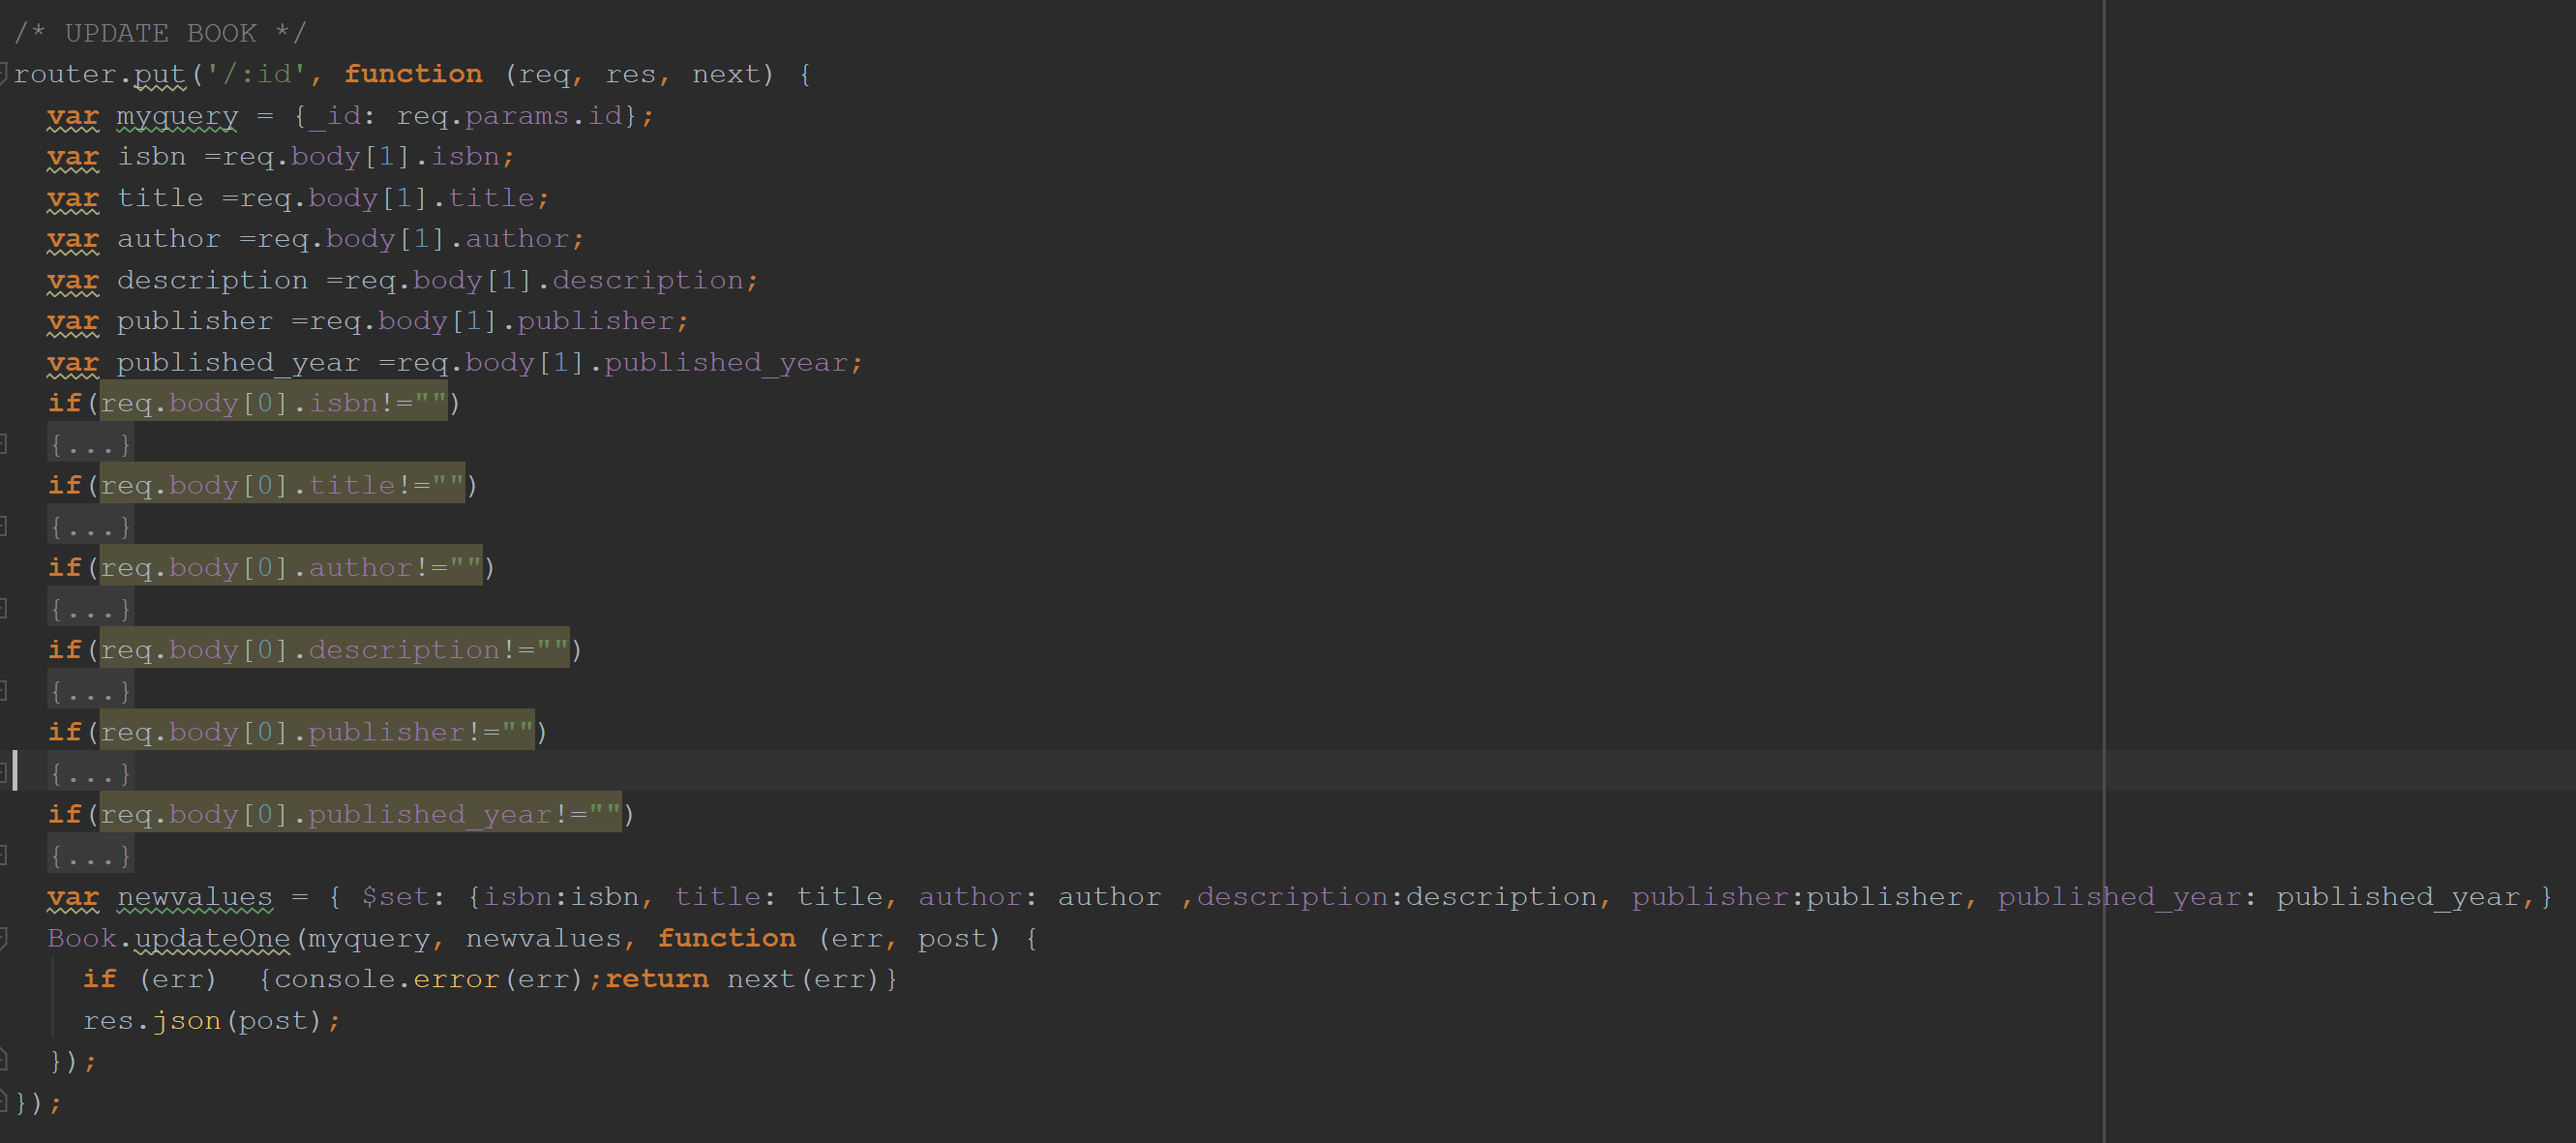 /* UPDATE BOOK */
router.put('/:id', function (req, res, next) {
  var myquery = {_id: req.params.id};
  var isbn =req.body[1].isbn;
  var title =req.body[1].title;
  var author =req.body[1].author;
  var description =req.body[1].description;
  var publisher =req.body[1].publisher;
  var published_year =req.body[1].published_year;
  if(req.body[0].isbn!="")
  {...}
  if(req.body[0].title!="")
  {...}
  if(req.body[0].author!="")
  {...}
  if(req.body[0].description!="")
  {...}
  if(req.body[0].publisher!="")
  {...}
  if(req.body[0].published_year!="")
  {...}
  var newvalues = { $set: {isbn:isbn, title: title, author: author ,description:description, publisher:publisher, published_year: published_year,}
  Book.updateOne(myquery, newvalues, function (err, post) {
    if (err)  {console.error(err);return next(err)}
    res.json(post);
  });
});